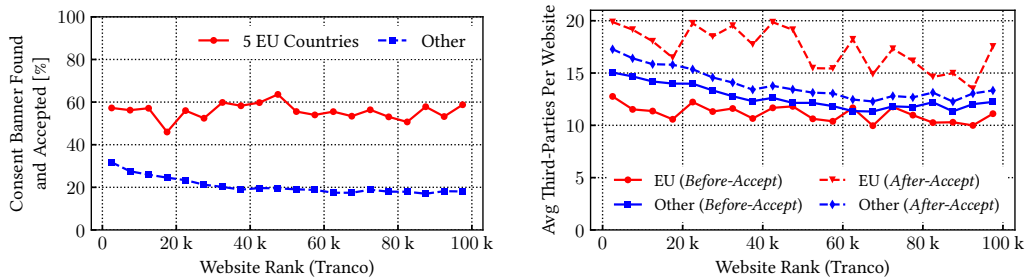 Consent Banner Found
and Accepted [%]
100
80
60
40
20
0
5 EU Countries
Other
0
20 k
40 k
60 k
80 k
100 k
Website Rank (Tranco)
Avg Third-Parties Per Website
20
15
10
5
0
EU (Before-Accept)
Other (Before-Accept)
EU (After-Accept)
Other (After-Accept)
0
20 k
40 k
60 k
80 k
100 k
Website Rank (Tranco)